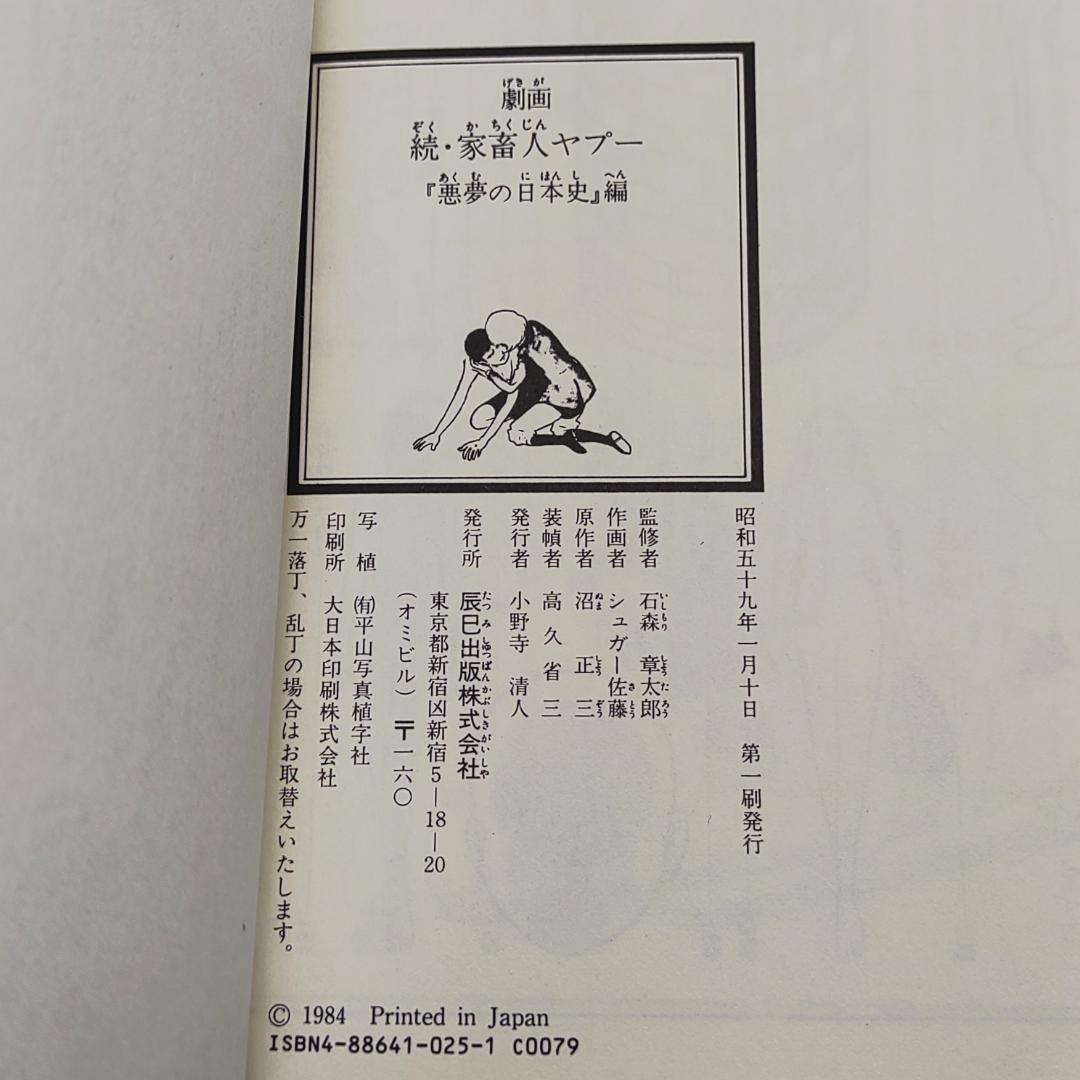 劇画
続・家畜人ヤプー
『悪夢の日本史』編
昭和五十九年一月十日 第一刷発行
監修者 石森 章太郎
作画者 シュガー佐藤
原作者 沼 正三
装幀者 高久省三
発行者 小野寺 清人
発行所 辰巳出版株式会社
東京都新宿区新宿5―18―20
(オミビル) 〒一六〇
写植 ㈲平山写真植字社
印刷所 大日本印刷株式会社
万一落丁、乱丁の場合はお取替えいたします。
© 1984 Printed in Japan
ISBN4-88641-025-1 C0079